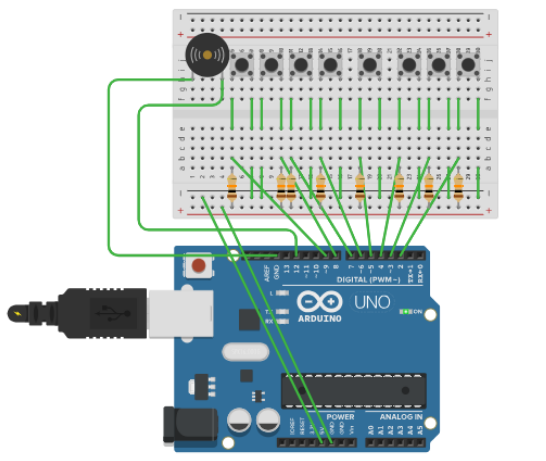 j
i
h
g
f
e
d
c
b
a
AREF
GND
13
12
~11
~10
~9
8
7
~6
~5
4
~3
2
TX→1
RX←0
DIGITAL (PWM~)
L
TX
RX
UNO
ARDUINO
ON
POWER
ANALOG IN
IOREF
RESET
3.3V
5V
GND
GND
Vin
A0
A1
A2
A3
A4
A5